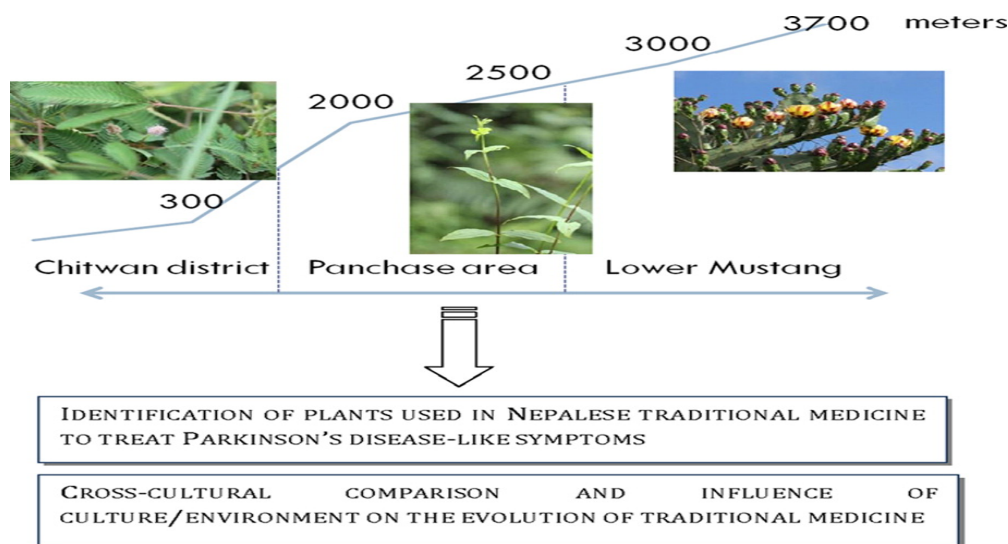 3700 meters
3000
2500
2000
300
Chitwan district Panchase area Lower Mustang
IDENTIFICATION OF PLANTS USED IN NEPALESE TRADITIONAL MEDICINE
TO TREAT PARKINSON'S DISEASE-LIKE SYMPTOMS
CROSS-CULTURAL COMPARISON AND INFLUENCE OF
CULTURE/ENVIRONMENT ON THE EVOLUTION OF TRADITIONAL MEDICINE